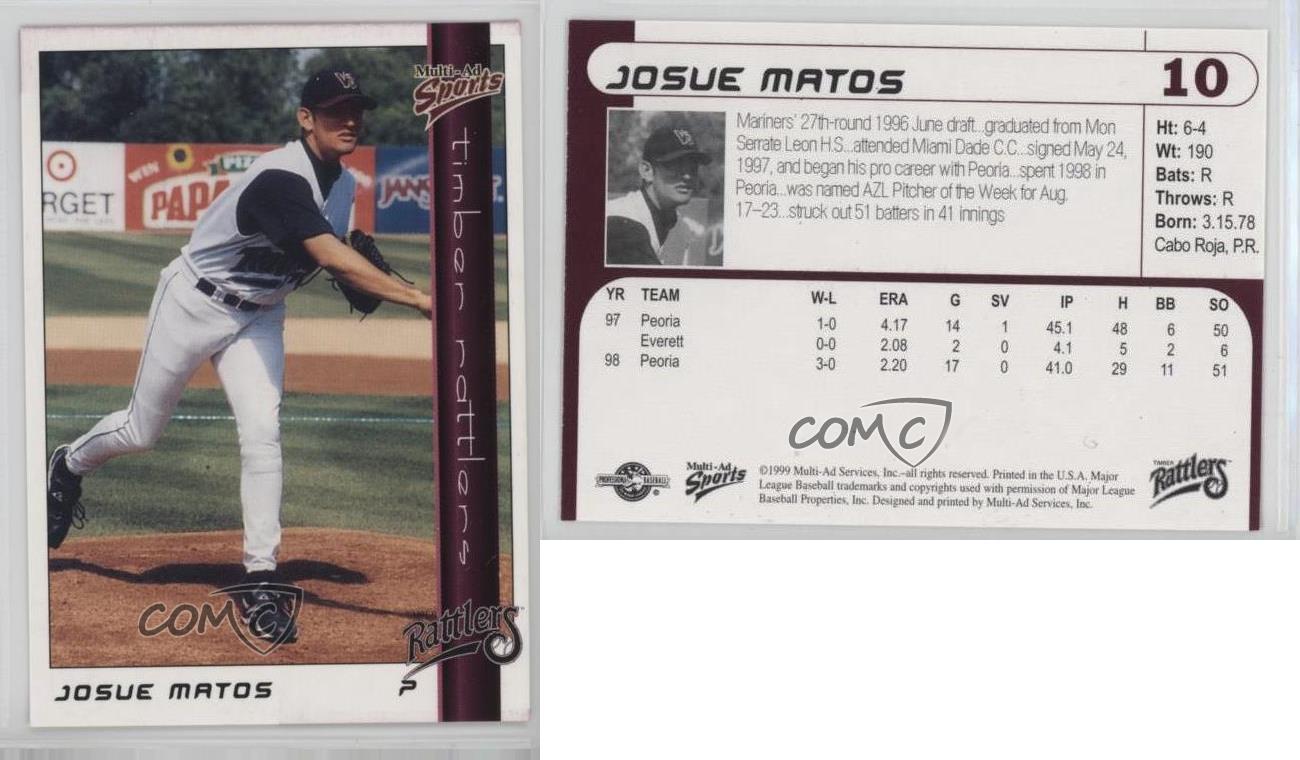 Multi-Ad
Sports
RGET
WIN
PIZZ
PAPA
JANS
timber rattlers
COMC
Rattlers
JOSUE MATOS P
JOSUE MATOS 10
Mariners' 27th-round 1996 June draft...graduated from Mon
Serrate Leon H.S...attended Miami Dade C.C...signed May 24,
1997, and began his pro career with Peoria...spent 1998 in
Peoria...was named AZL Pitcher of the Week for Aug.
17–23...struck out 51 batters in 41 innings
Ht: 6-4
Wt: 190
Bats: R
Throws: R
Born: 3.15.78
Cabo Roja, P.R.
YR TEAM W-L ERA G SV IP H BB SO
97 Peoria 1-0 4.17 14 1 45.1 48 6 50
Everett 0-0 2.08 2 0 4.1 5 2 6
98 Peoria 3-0 2.20 17 0 41.0 29 11 51
COMC
PROFESSIONAL BASEBALL
Multi-Ad
Sports
©1999 Multi-Ad Services, Inc.–all rights reserved. Printed in the U.S.A. Major
League Baseball trademarks and copyrights used with permission of Major League
Baseball Properties, Inc. Designed and printed by Multi-Ad Services, Inc.
TIMBER
Rattlers